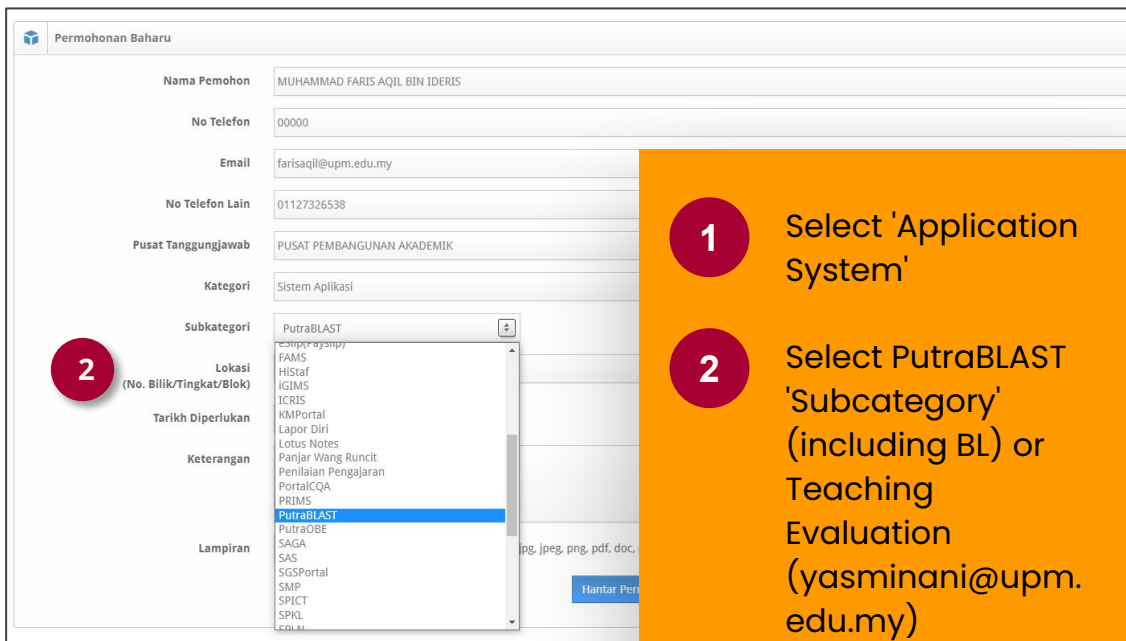 Permohonan Baharu
Nama Pemohon
MUHAMMAD FARIS AQIL BIN IDERIS
No Telefon
00000
Email
farisaqil@upm.edu.my
No Telefon Lain
01127326538
Pusat Tanggungjawab
PUSAT PEMBANGUNAN AKADEMIK
Kategori
Sistem Aplikasi
Subkategori
PutraBLAST
2
Lokasi
(No. Bilik/Tingkat/Blok)
Tarikh Diperlukan
Keterangan
Lampiran
eSlip(Payslip)
FAMS
HiStaf
iGIMS
ICRIS
KMPortal
Lapor Diri
Lotus Notes
Panjar Wang Runcit
Penilaian Pengajaran
PortalCQA
PRIMS
PutraBLAST
PutraOBE
SAGA
SAS
SGSPortal
SMP
SPICT
SPKL
SPLN
jpg, jpeg, png, pdf, doc,
Hantar
1
Select 'Application
System'
2
Select PutraBLAST
'Subcategory'
(including BL) or
Teaching
Evaluation
(yasminani@upm.
edu.my)